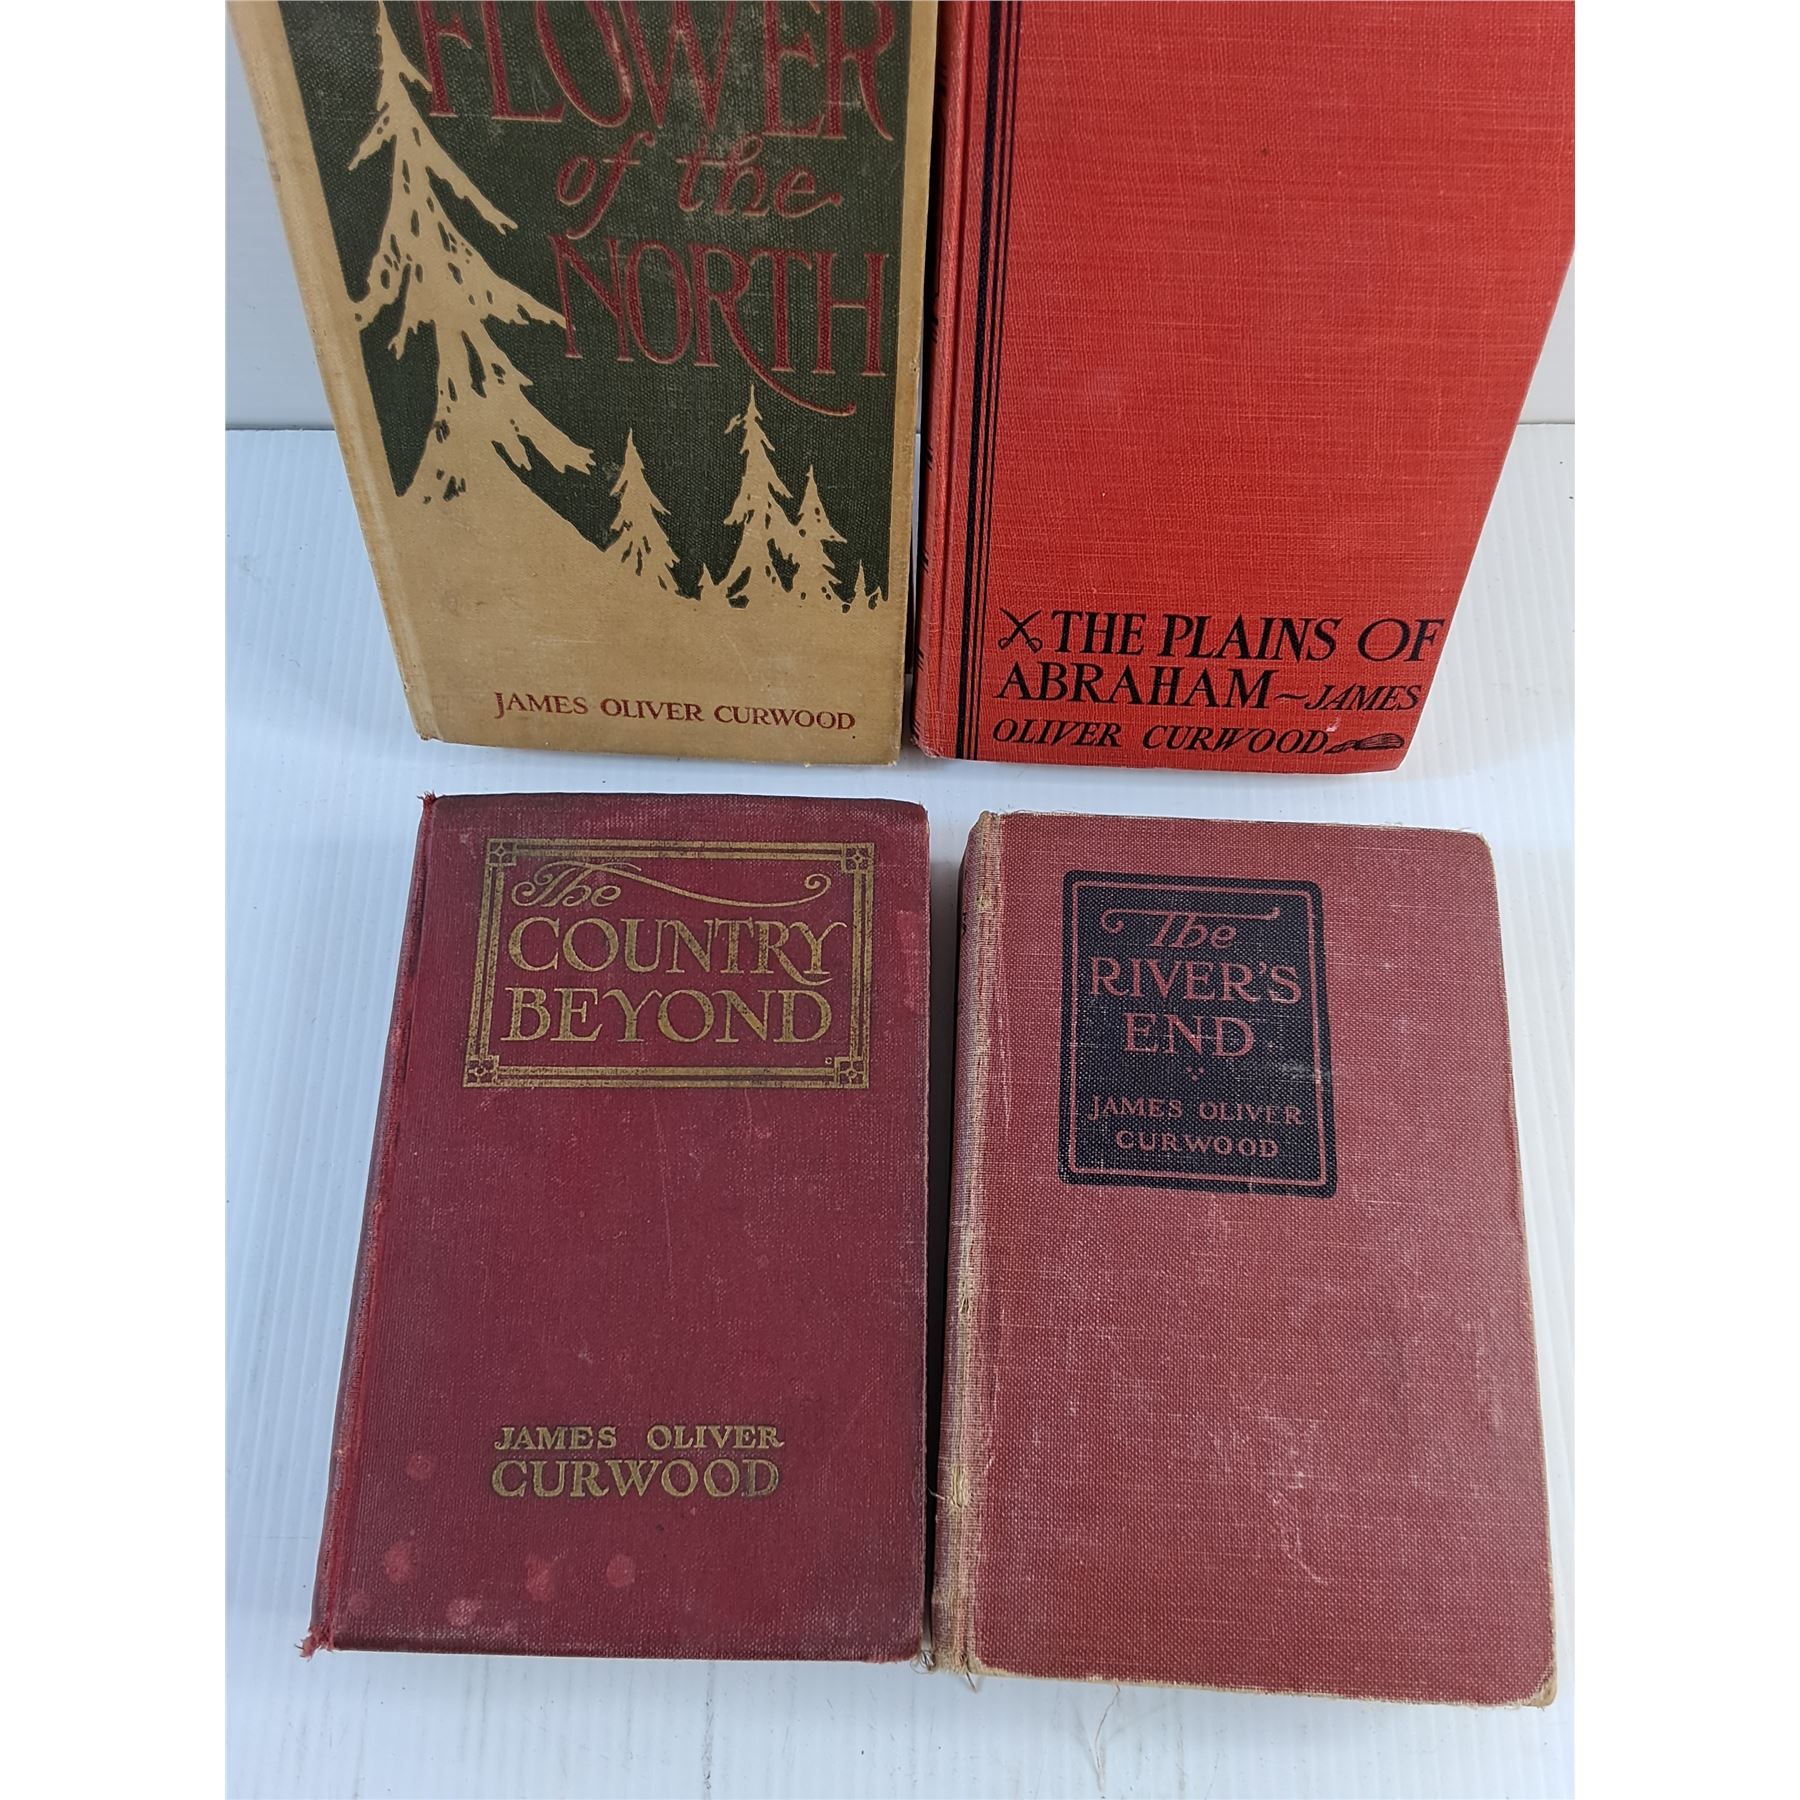 FLOWER
of the
NORTH
JAMES OLIVER CURWOOD
THE PLAINS OF
ABRAHAM ~ JAMES
OLIVER CURWOOD
The
COUNTRY
BEYOND
JAMES OLIVER
CURWOOD
The
RIVER'S
END
JAMES OLIVER
CURWOOD